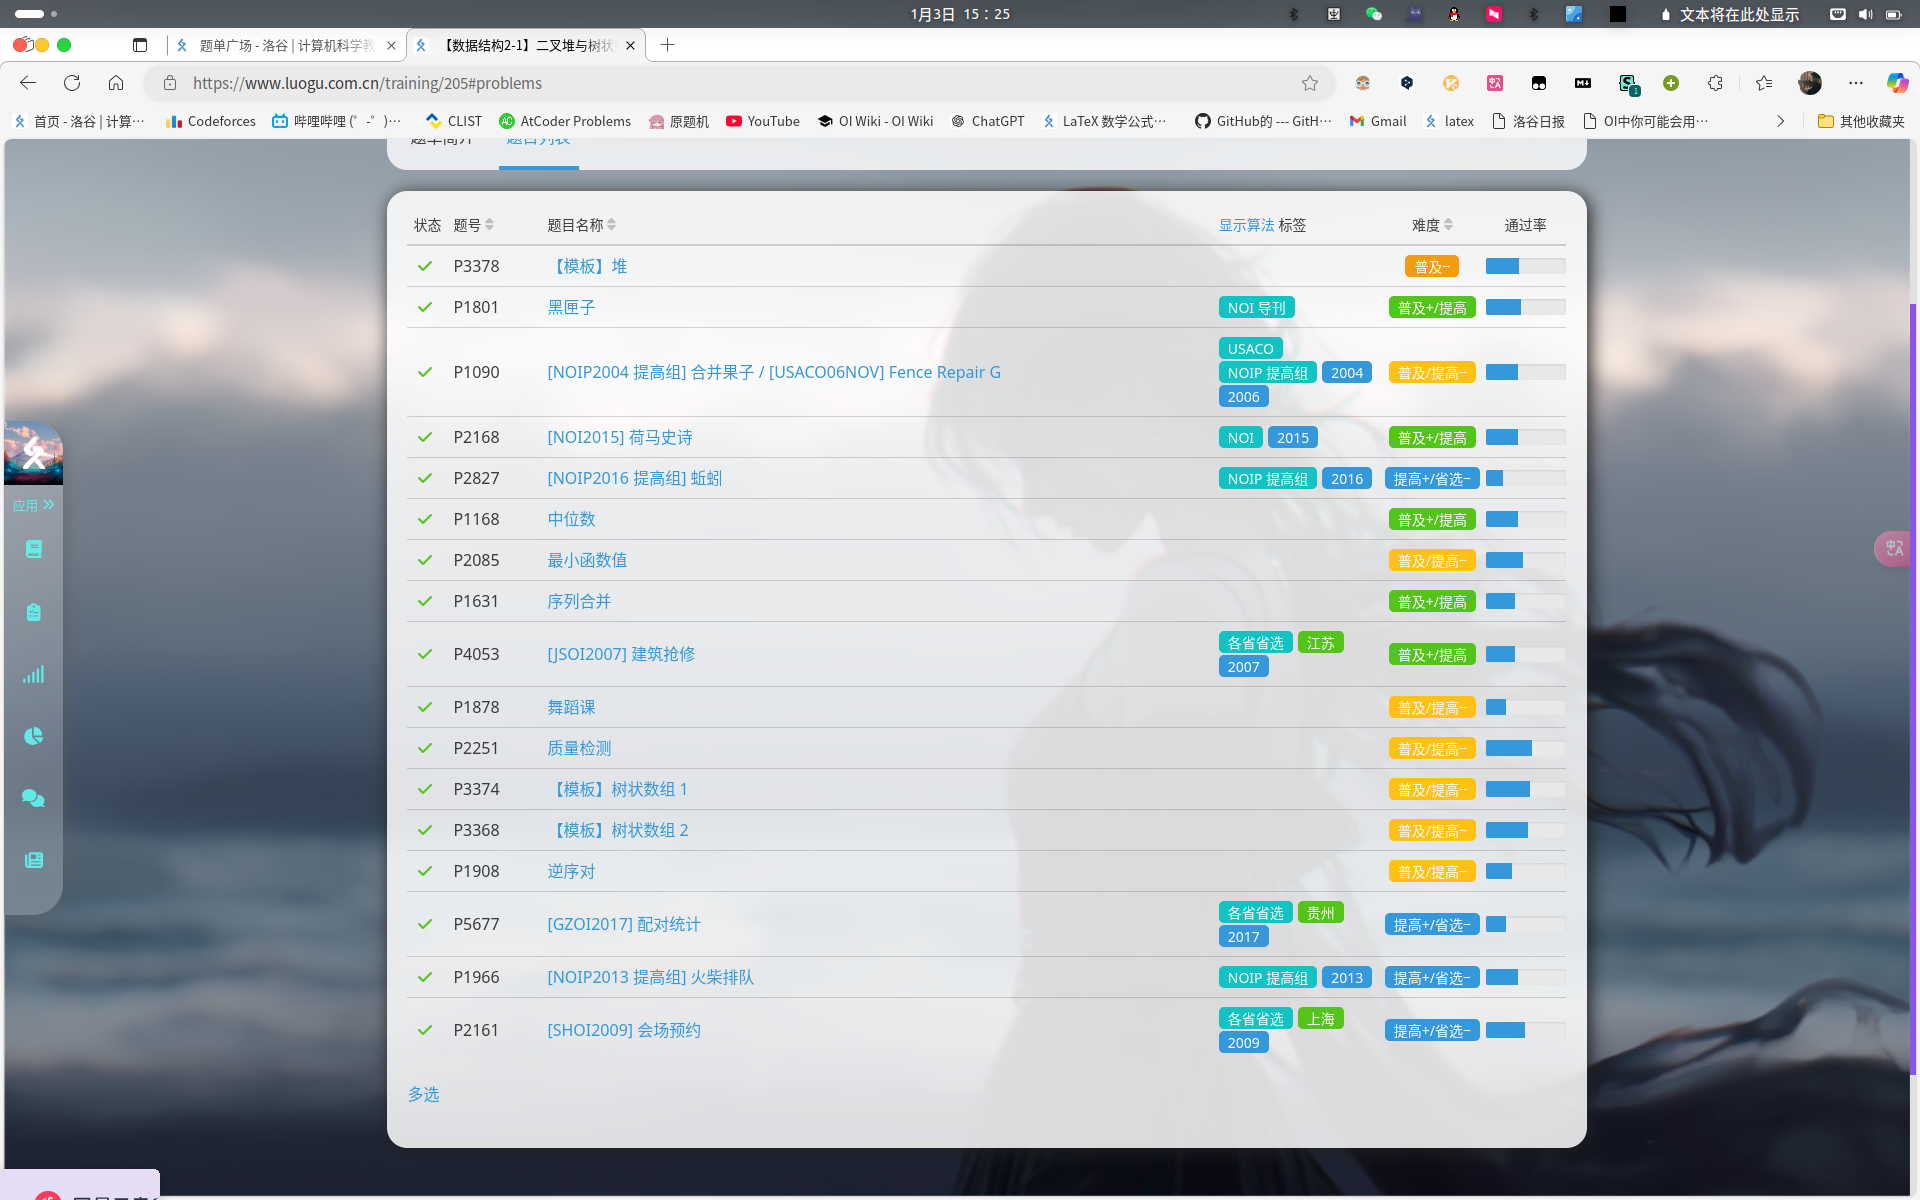 1月3日 15：25
文本将在此处显示
题单广场 - 洛谷 | 计算机科学教
【数据结构2-1】二叉堆与树状
https://www.luogu.com.cn/training/205#problems
首页 - 洛谷 | 计算…
Codeforces
哔哩哔哩 (゜-゜)…
CLIST
AtCoder Problems
原题机
YouTube
OI Wiki - OI Wiki
ChatGPT
LaTeX 数学公式…
GitHub的 --- GitH…
Gmail
latex
洛谷日报
OI中你可能会用…
其他收藏夹
题单简介 题目列表
状态 题号 题目名称 显示算法 标签 难度 通过率
P3378 【模板】堆 普及−
P1801 黑匣子 NOI 导刊 普及+/提高
USACO
P1090 [NOIP2004 提高组] 合并果子 / [USACO06NOV] Fence Repair G NOIP 提高组 2004 普及/提高−
2006
P2168 [NOI2015] 荷马史诗 NOI 2015 普及+/提高
P2827 [NOIP2016 提高组] 蚯蚓 NOIP 提高组 2016 提高+/省选−
P1168 中位数 普及+/提高
P2085 最小函数值 普及/提高−
P1631 序列合并 普及+/提高
各省省选 江苏
P4053 [JSOI2007] 建筑抢修 普及+/提高
2007
P1878 舞蹈课 普及/提高−
P2251 质量检测 普及/提高−
P3374 【模板】树状数组 1 普及/提高−
P3368 【模板】树状数组 2 普及/提高−
P1908 逆序对 普及/提高−
各省省选 贵州
P5677 [GZOI2017] 配对统计 提高+/省选−
2017
P1966 [NOIP2013 提高组] 火柴排队 NOIP 提高组 2013 提高+/省选−
各省省选 上海
P2161 [SHOI2009] 会场预约 提高+/省选−
2009
多选
应用